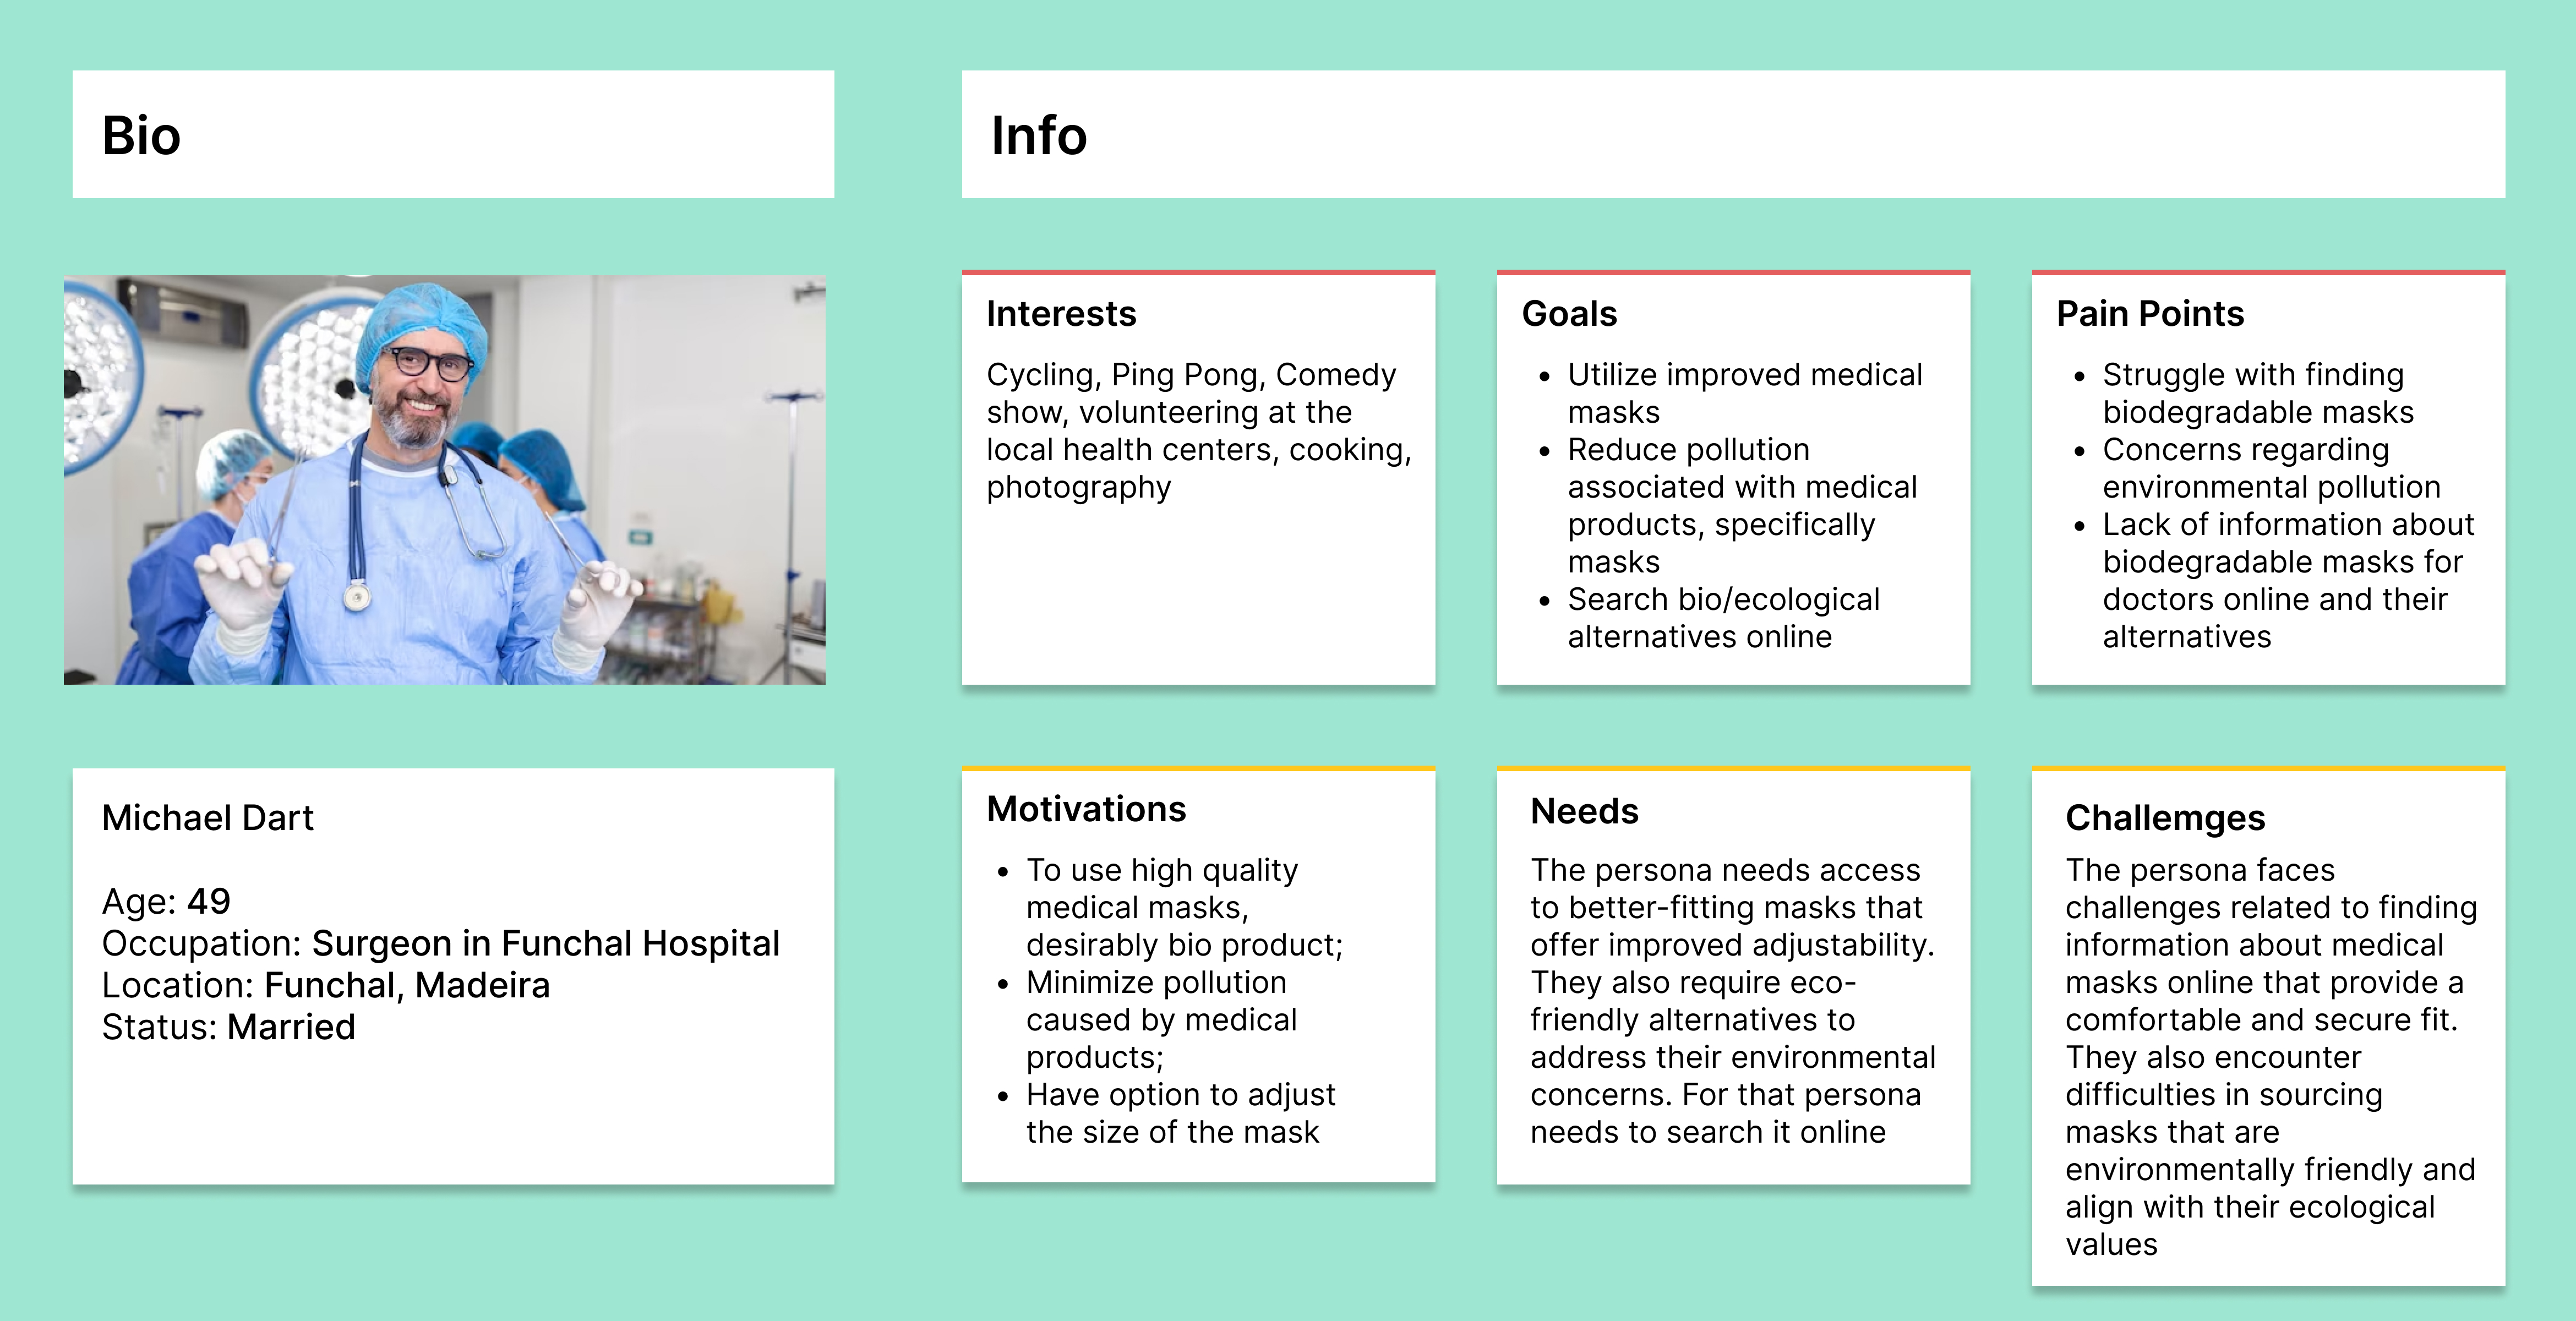 Bio
Info
Interests
Cycling, Ping Pong, Comedy
show, volunteering at the
local health centers, cooking,
photography
Goals
• Utilize improved medical
masks
• Reduce pollution
associated with medical
products, specifically
masks
• Search bio/ecological
alternatives online
Pain Points
• Struggle with finding
biodegradable masks
• Concerns regarding
environmental pollution
• Lack of information about
biodegradable masks for
doctors online and their
alternatives
Michael Dart
Age: 49
Occupation: Surgeon in Funchal Hospital
Location: Funchal, Madeira
Status: Married
Motivations
• To use high quality
medical masks,
desirably bio product;
• Minimize pollution
caused by medical
products;
• Have option to adjust
the size of the mask
Needs
The persona needs access
to better-fitting masks that
offer improved adjustability.
They also require eco-
friendly alternatives to
address their environmental
concerns. For that persona
needs to search it online
Challemges
The persona faces
challenges related to finding
information about medical
masks online that provide a
comfortable and secure fit.
They also encounter
difficulties in sourcing
masks that are
environmentally friendly and
align with their ecological
values